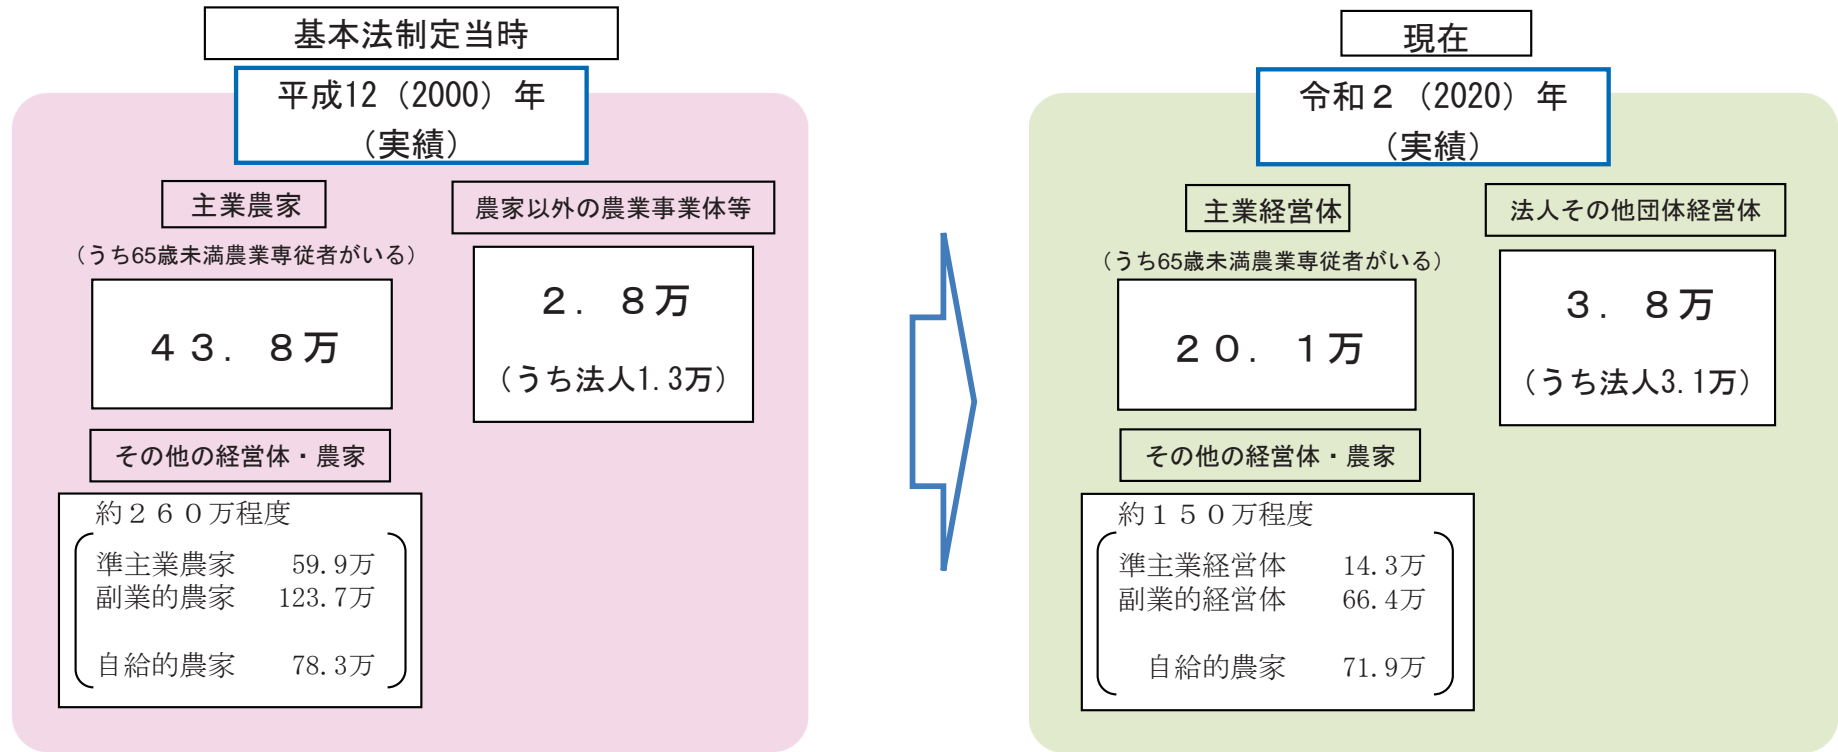 基本法制定当時
平成12（2000）年
（実績）
主業農家
（うち65歳未満農業専従者がいる）
４３．８万
農家以外の農業事業体等
２．８万
（うち法人1.3万）
その他の経営体・農家
約２６０万程度
準主業農家　59.9万
副業的農家　123.7万
自給的農家　78.3万
現在
令和２（2020）年
（実績）
主業経営体
（うち65歳未満農業専従者がいる）
２０．１万
法人その他団体経営体
３．８万
（うち法人3.1万）
その他の経営体・農家
約１５０万程度
準主業経営体　14.3万
副業的経営体　66.4万
自給的農家　71.9万